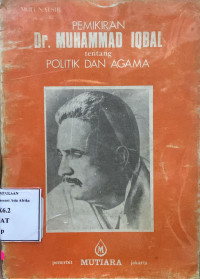 PEMIKIRAN
Dr. MUHAMMAD IQBAL
tentang
POLITIK DAN AGAMA
M
penerbit MUTIARA jakarta